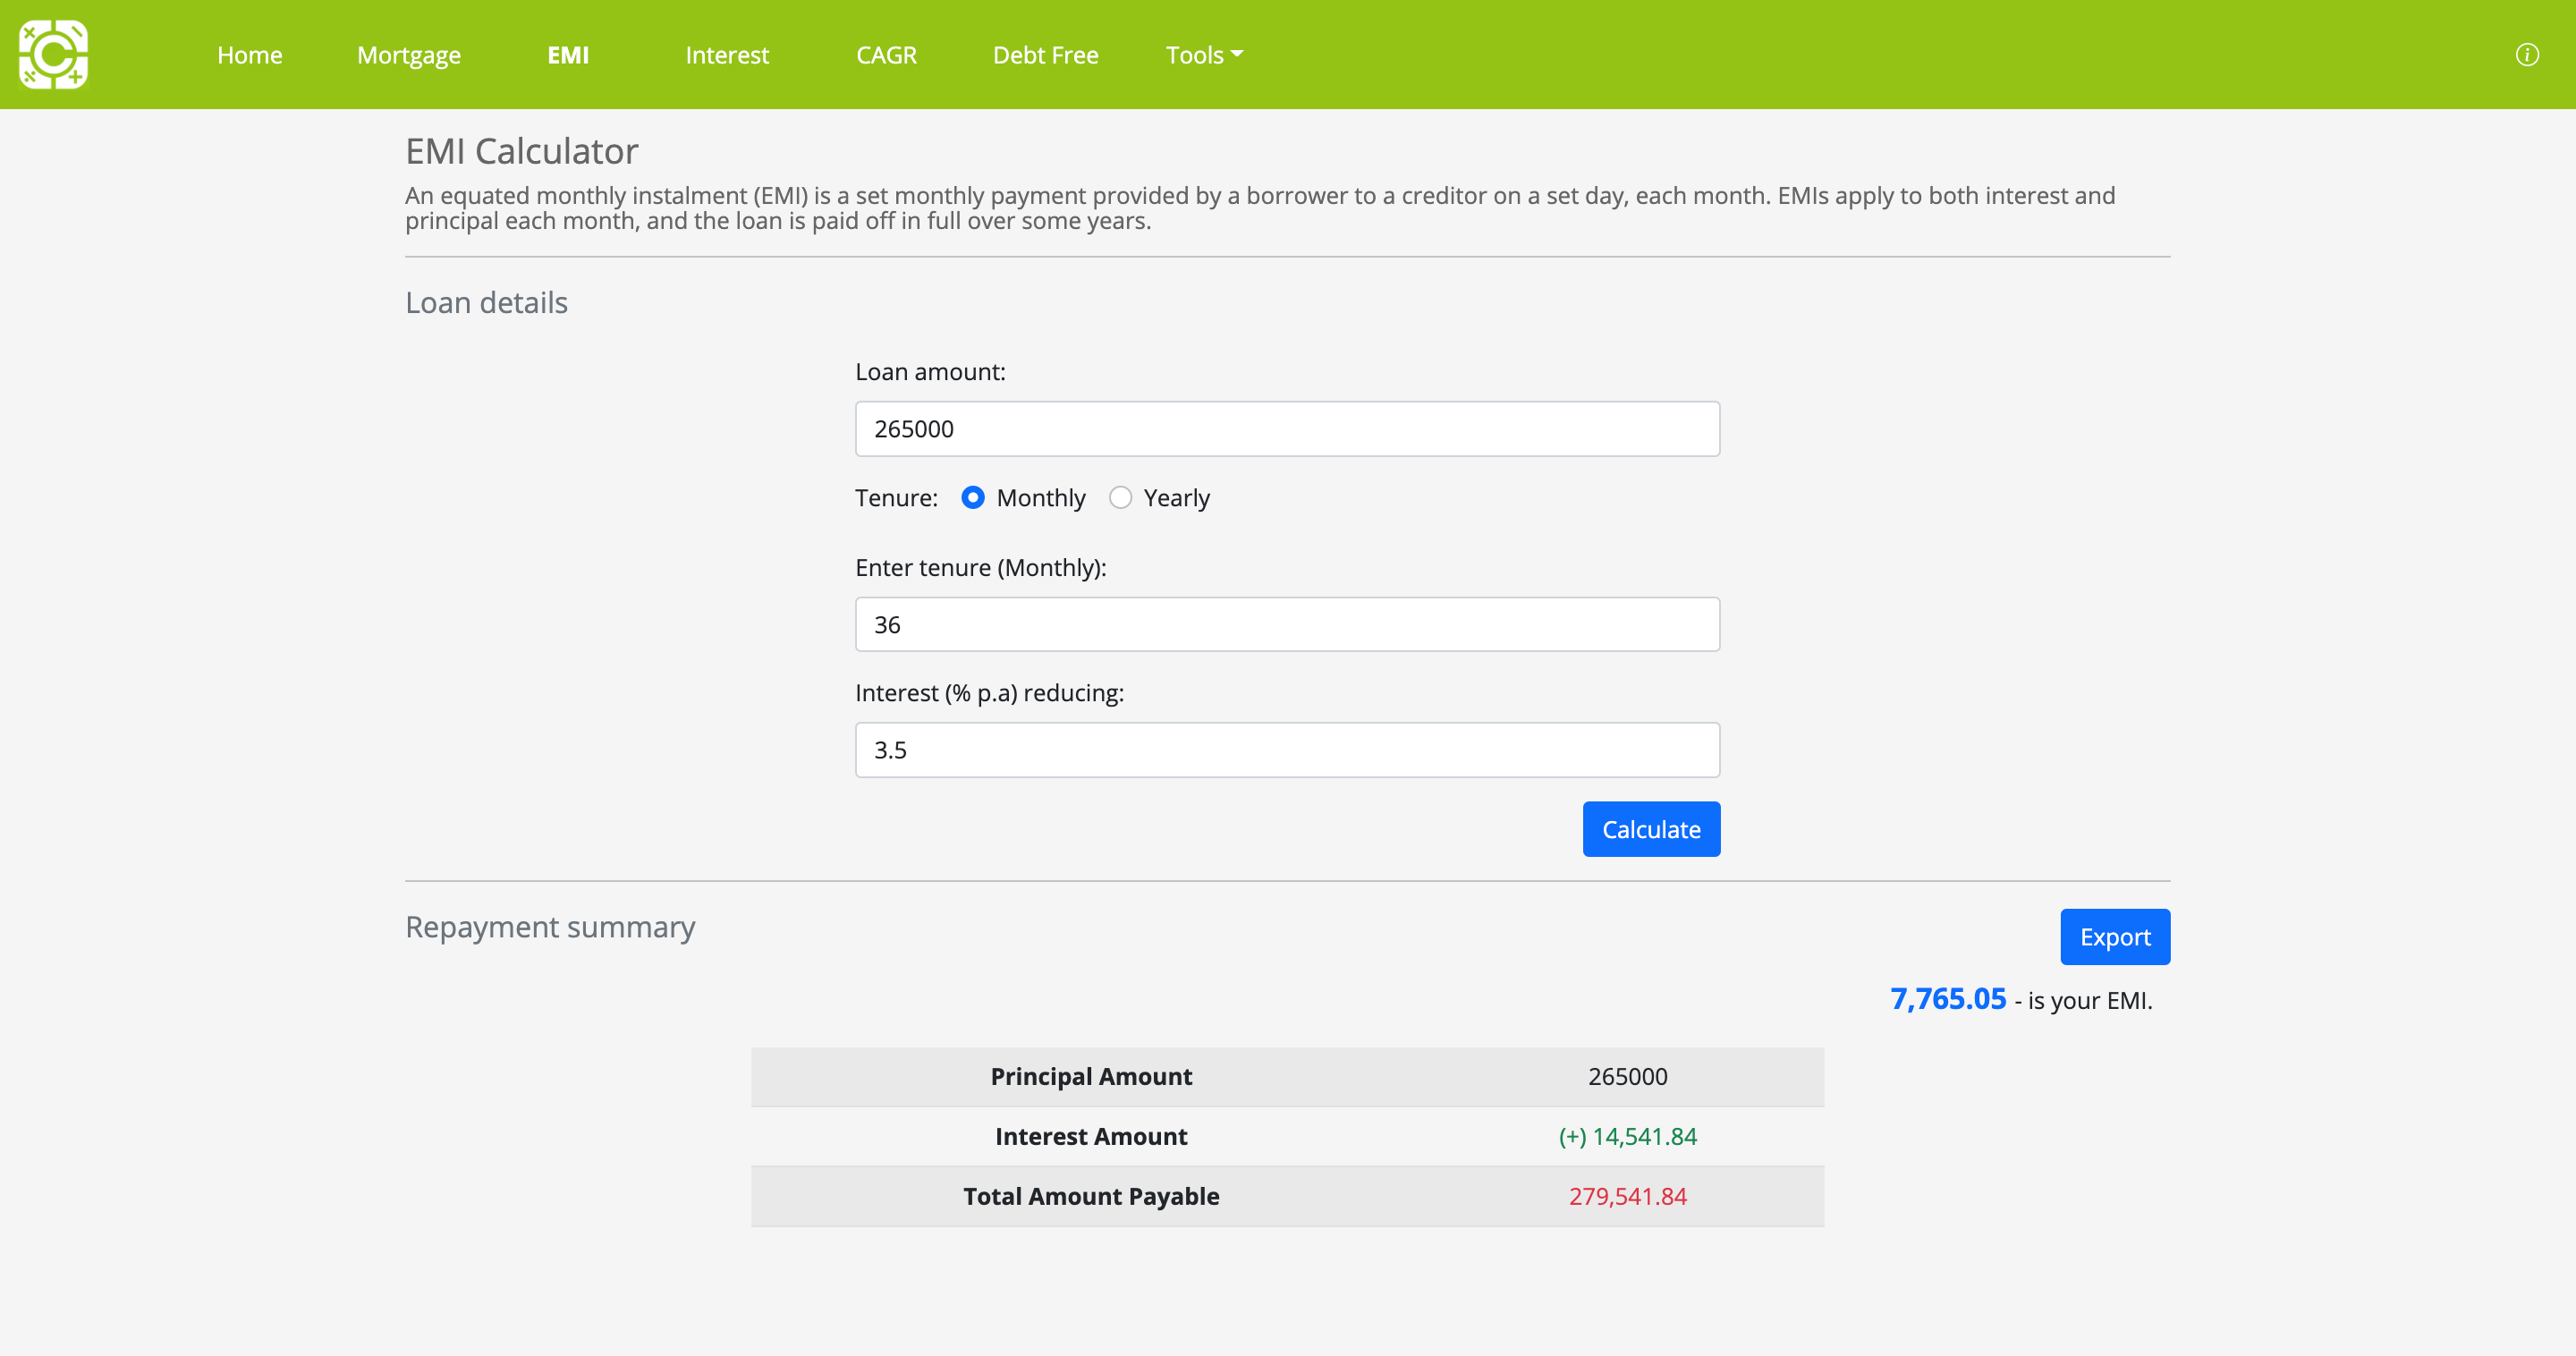 Home Mortgage EMI Interest CAGR Debt Free Tools
EMI Calculator
An equated monthly instalment (EMI) is a set monthly payment provided by a borrower to a creditor on a set day, each month. EMIs apply to both interest and
principal each month, and the loan is paid off in full over some years.
Loan details
Loan amount:
265000
Tenure: Monthly Yearly
Enter tenure (Monthly):
36
Interest (% p.a) reducing:
3.5
Calculate
Repayment summary
Export
7,765.05 - is your EMI.
Principal Amount 265000
Interest Amount (+) 14,541.84
Total Amount Payable 279,541.84